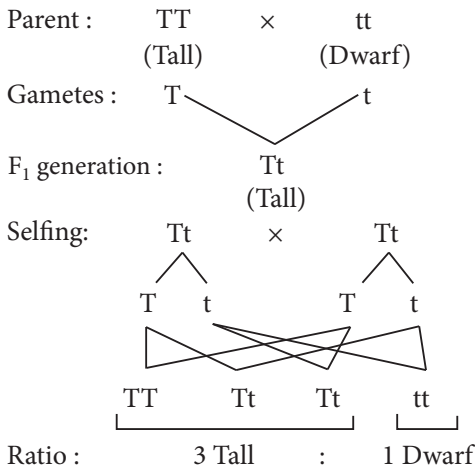 Parent : TT × tt
(Tall) (Dwarf)
Gametes : T t
F₁ generation : Tt
(Tall)
Selfing: Tt × Tt
T t T t
TT Tt Tt tt
Ratio : 3 Tall : 1 Dwarf